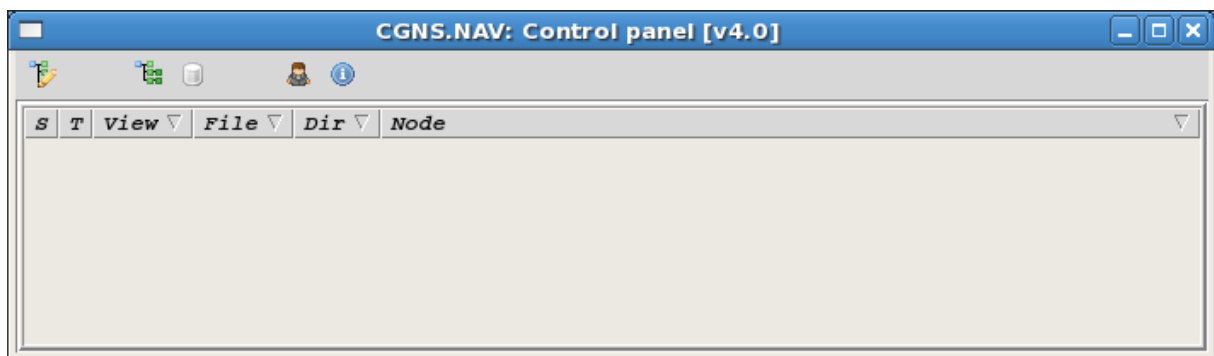 CGNS.NAV: Control panel [v4.0]
S T View File Dir Node